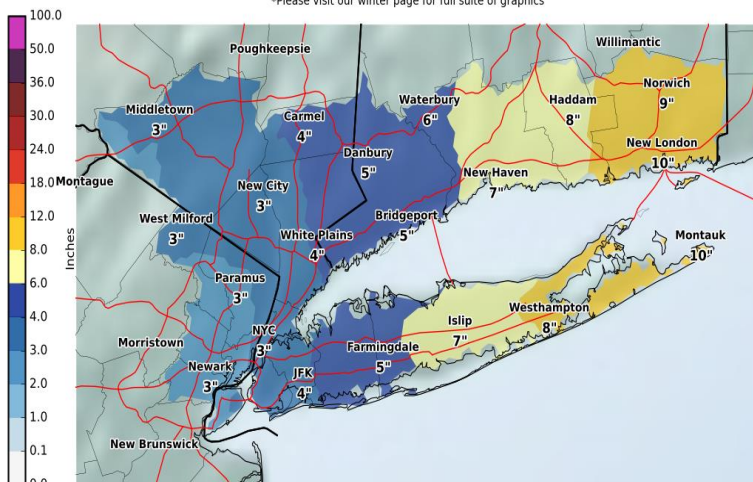 *Please visit our winter page for full suite of graphics
100.0
50.0
36.0
30.0
24.0
18.0
12.0
8.0
6.0
4.0
3.0
2.0
1.0
0.1
0.0
Inches
Poughkeepsie
Willimantic
Middletown
3"
Carmel
4"
Waterbury
6"
Haddam
8"
Norwich
9"
Danbury
5"
New London
10"
Montague
New City
3"
New Haven
7"
West Milford
3"
White Plains
4"
Bridgeport
5"
Montauk
10"
Paramus
3"
Westhampton
8"
Islip
7"
NYC
3"
Morristown
Farmingdale
5"
Newark
3"
JFK
4"
New Brunswick